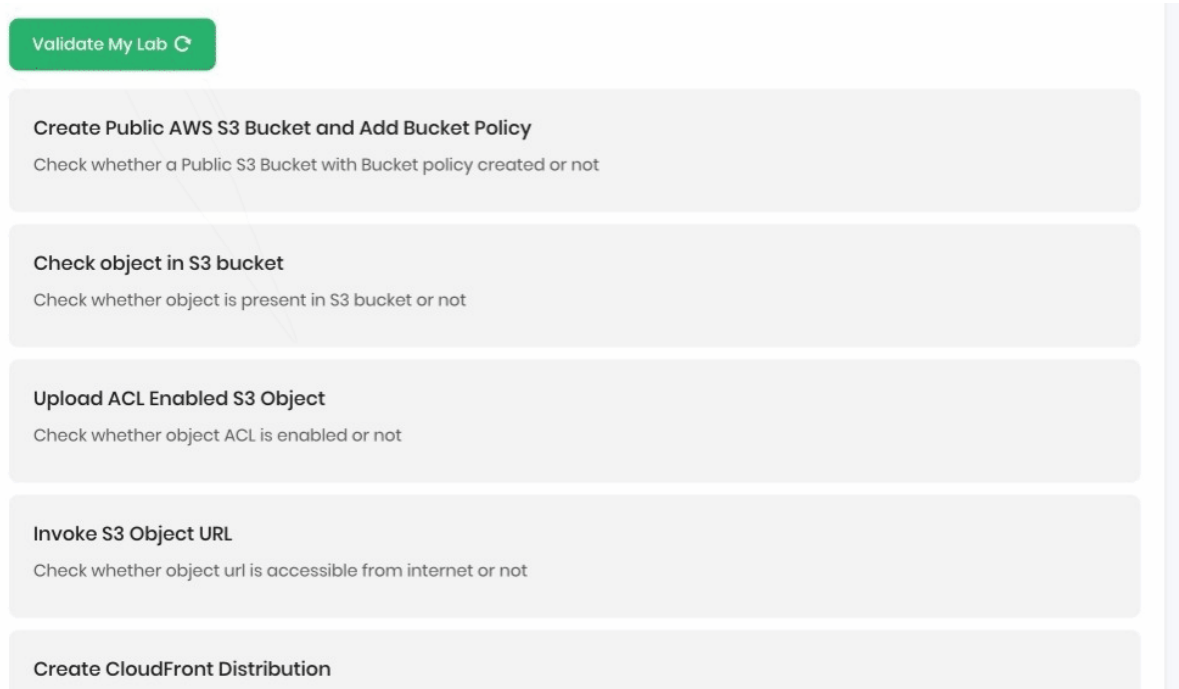 Validate My Lab
Create Public AWS S3 Bucket and Add Bucket Policy
Check whether a Public S3 Bucket with Bucket policy created or not
Check object in S3 bucket
Check whether object is present in S3 bucket or not
Upload ACL Enabled S3 Object
Check whether object ACL is enabled or not
Invoke S3 Object URL
Check whether object url is accessible from internet or not
Create CloudFront Distribution